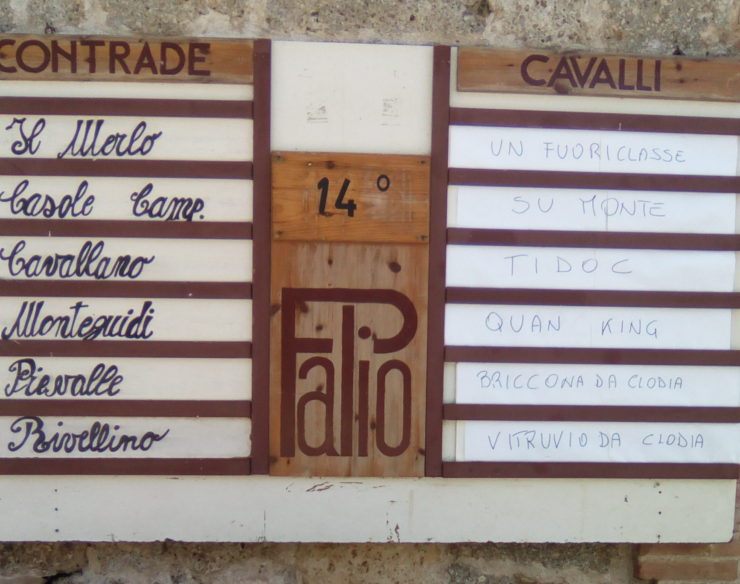 CONTRADE
Il Merlo
Casole Camp.
Cavallano
Monteguidi
Pievalle
Rivellino
14°
Palio
CAVALLI
UN FUORICLASSE
SU MONTE
TIDOC
QUAN KING
BRICCONA DA CLODIA
VITRUVIO DA CLODIA